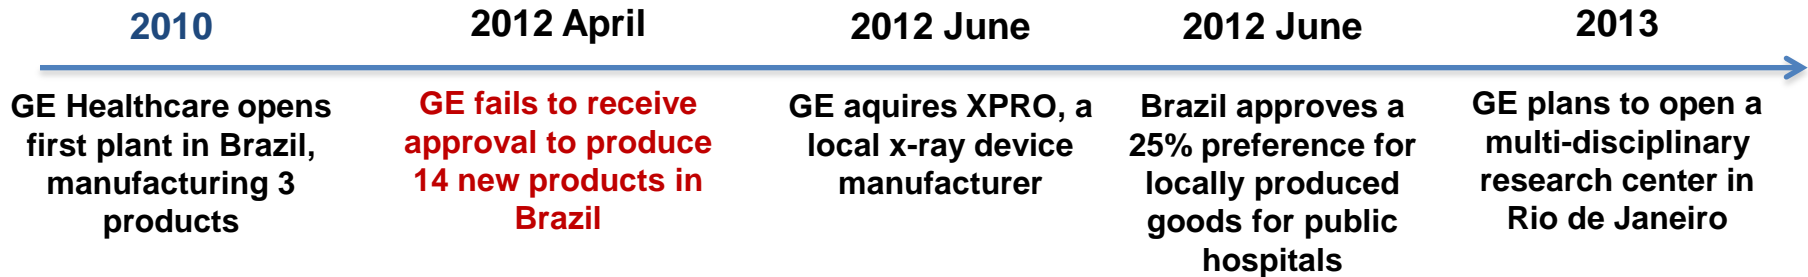 2010
GE Healthcare opens
first plant in Brazil,
manufacturing 3
products
2012 April
GE fails to receive
approval to produce
14 new products in
Brazil
2012 June
GE aquires XPRO, a
local x-ray device
manufacturer
2012 June
Brazil approves a
25% preference for
locally produced
goods for public
hospitals
2013
GE plans to open a
multi-disciplinary
research center in
Rio de Janeiro